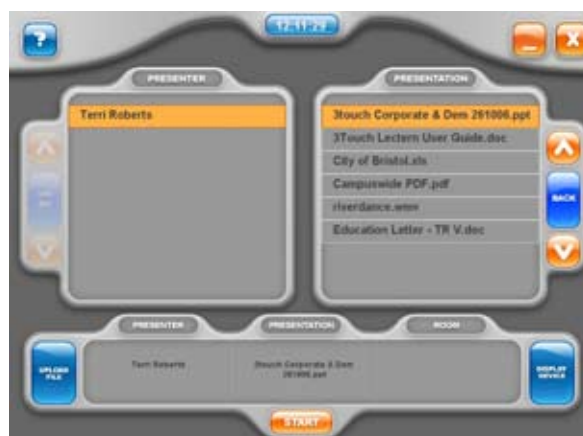 ?
12:11:29
_
X
PRESENTER
PRESENTATION
Terri Roberts
3touch Corporate & Dem 261006.ppt
3Touch Lectern User Guide.doc
City of Bristol.xls
Campuswide PDF.pdf
riverdance.wmv
Education Letter - TR V.doc
BACK
PRESENTER
PRESENTATION
ROOM
UPLOAD
FILE
Terri Roberts
3touch Corporate & Dem
261006.ppt
DISPLAY
DEVICE
START